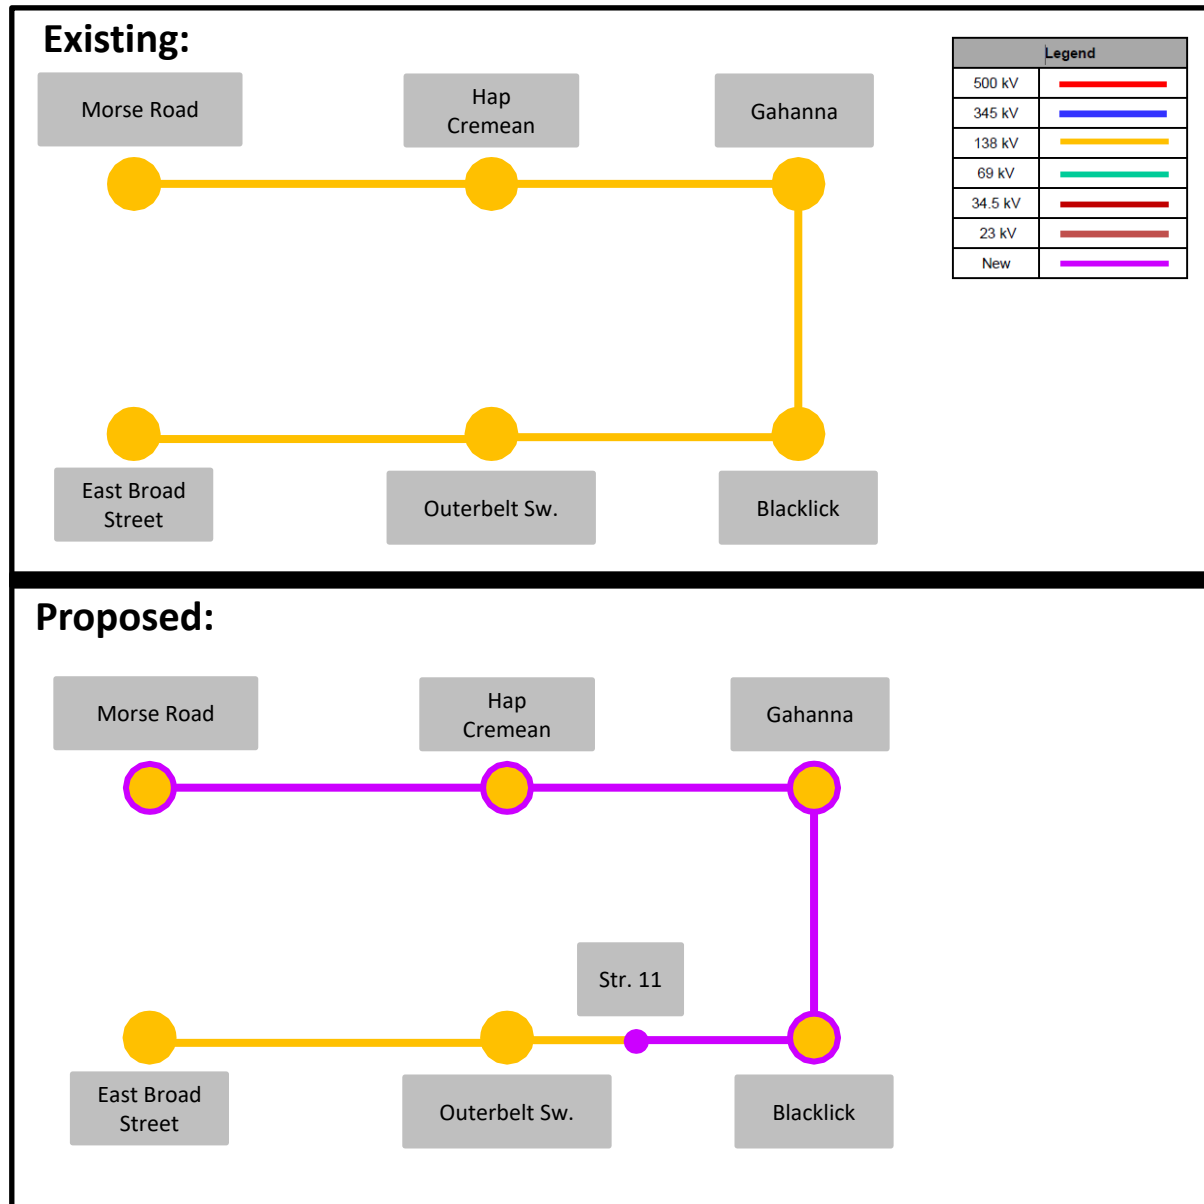 Existing:
Legend
500 kV
345 kV
138 kV
69 kV
34.5 kV
23 kV
New
Morse Road
Hap
Cremean
Gahanna
East Broad
Street
Outerbelt Sw.
Blacklick
Proposed:
Morse Road
Hap
Cremean
Gahanna
Str. 11
East Broad
Street
Outerbelt Sw.
Blacklick